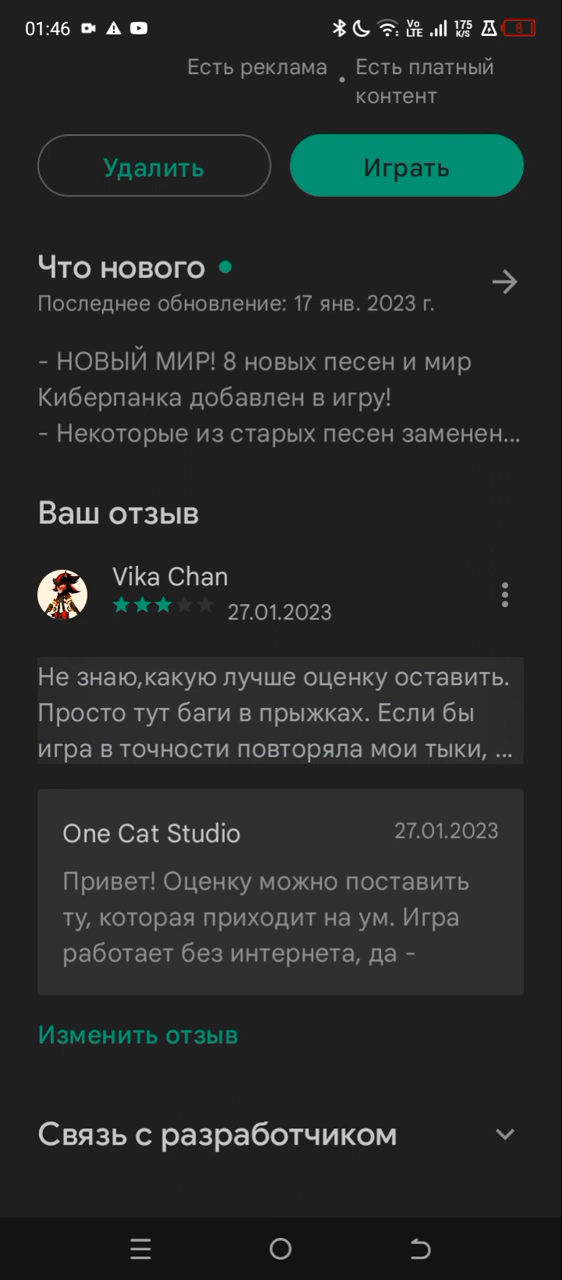 01:46 Vo LTE 175 K/S 8
Есть реклама • Есть платный
контент
Удалить Играть
Что нового
Последнее обновление: 17 янв. 2023 г.
- НОВЫЙ МИР! 8 новых песен и мир
Киберпанка добавлен в игру!
- Некоторые из старых песен заменен...
Ваш отзыв
Vika Chan
27.01.2023
Не знаю,какую лучше оценку оставить.
Просто тут баги в прыжках. Если бы
игра в точности повторяла мои тыки, ...
One Cat Studio 27.01.2023
Привет! Оценку можно поставить
ту, которая приходит на ум. Игра
работает без интернета, да -
Изменить отзыв
Связь с разработчиком